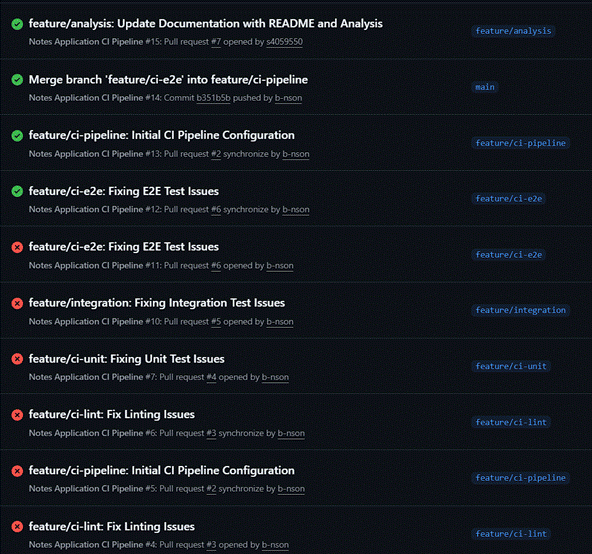 feature/analysis: Update Documentation with README and Analysis
Notes Application CI Pipeline #15: Pull request #7 opened by s4059550
feature/analysis
Merge branch 'feature/ci-e2e' into feature/ci-pipeline
Notes Application CI Pipeline #14: Commit b351b5b pushed by b-nson
main
feature/ci-pipeline: Initial CI Pipeline Configuration
Notes Application CI Pipeline #13: Pull request #2 synchronize by b-nson
feature/ci-pipeline
feature/ci-e2e: Fixing E2E Test Issues
Notes Application CI Pipeline #12: Pull request #6 synchronize by b-nson
feature/ci-e2e
feature/ci-e2e: Fixing E2E Test Issues
Notes Application CI Pipeline #11: Pull request #6 opened by b-nson
feature/ci-e2e
feature/integration: Fixing Integration Test Issues
Notes Application CI Pipeline #10: Pull request #5 opened by b-nson
feature/integration
feature/ci-unit: Fixing Unit Test Issues
Notes Application CI Pipeline #7: Pull request #4 opened by b-nson
feature/ci-unit
feature/ci-lint: Fix Linting Issues
Notes Application CI Pipeline #6: Pull request #3 synchronize by b-nson
feature/ci-lint
feature/ci-pipeline: Initial CI Pipeline Configuration
Notes Application CI Pipeline #5: Pull request #2 synchronize by b-nson
feature/ci-pipeline
feature/ci-lint: Fix Linting Issues
Notes Application CI Pipeline #4: Pull request #3 opened by b-nson
feature/ci-lint